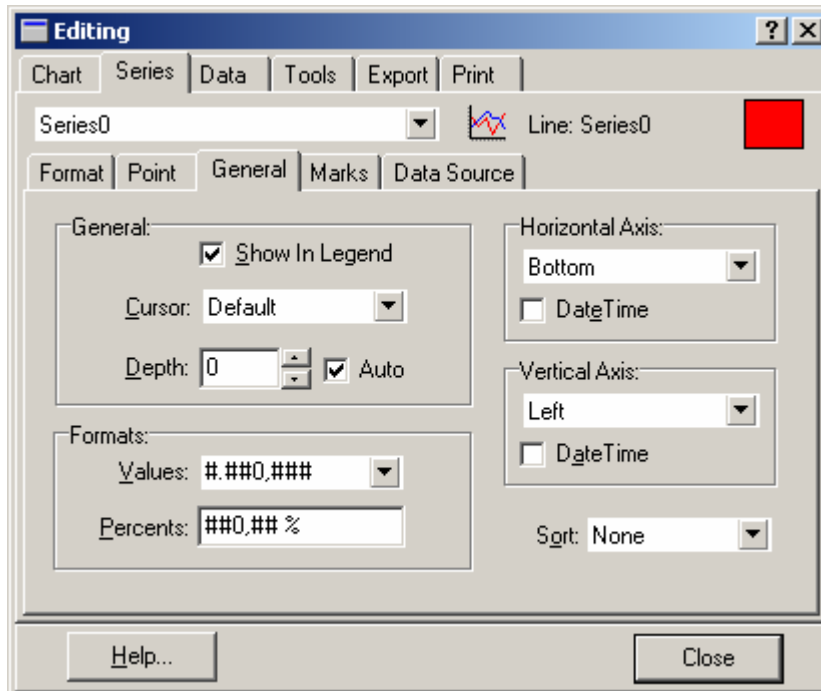 Editing
Chart Series Data Tools Export Print
Series0 Line: Series0
Format Point General Marks Data Source
General:
Show In Legend
Cursor: Default
Depth: 0 Auto
Formats:
Values: #.##0,###
Percents: ##0,## %
Horizontal Axis:
Bottom
DateTime
Vertical Axis:
Left
DateTime
Sort: None
Help... Close